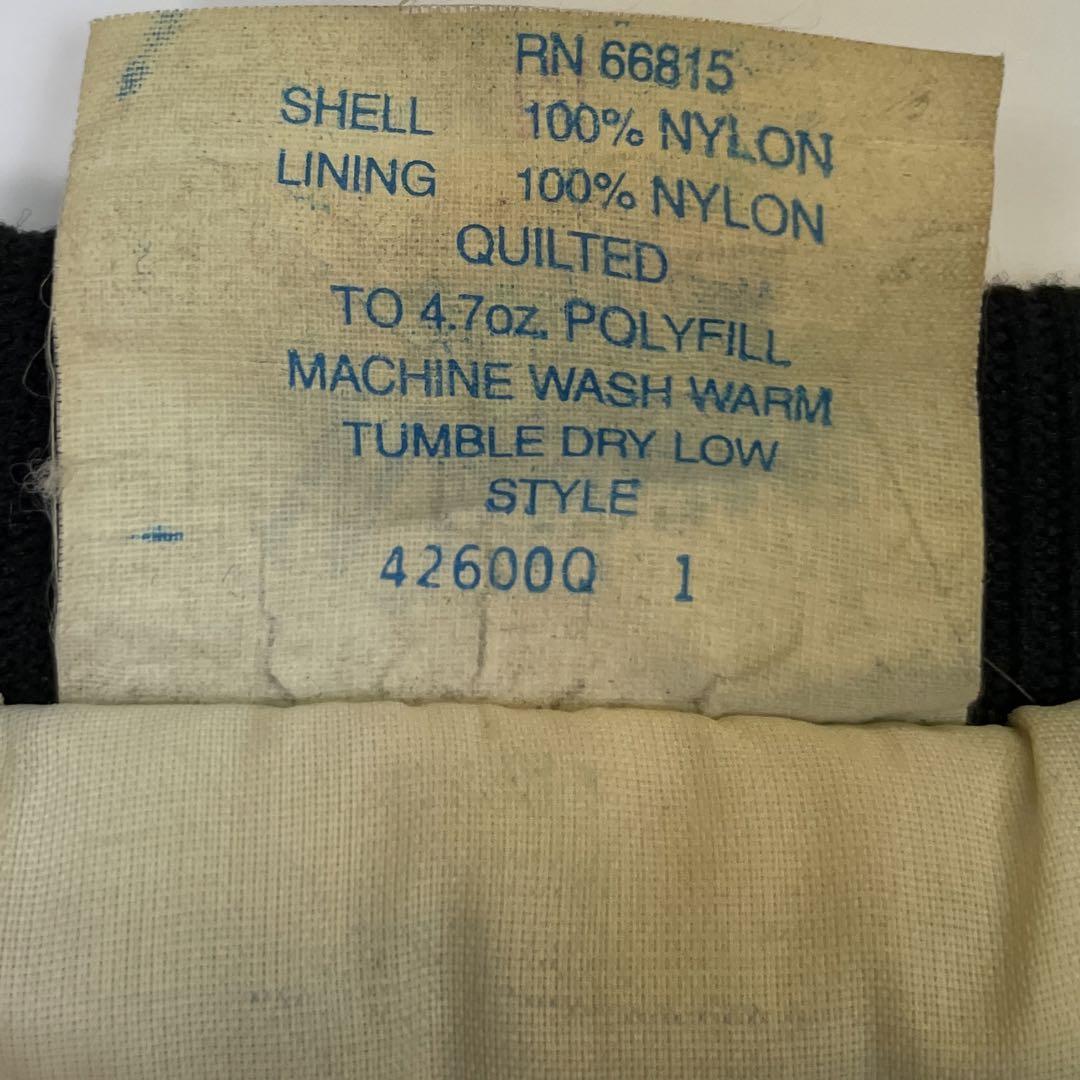 RN 66815
SHELL 100% NYLON
LINING 100% NYLON
QUILTED
TO 4.7oz. POLYFILL
MACHINE WASH WARM
TUMBLE DRY LOW
STYLE
42600Q 1